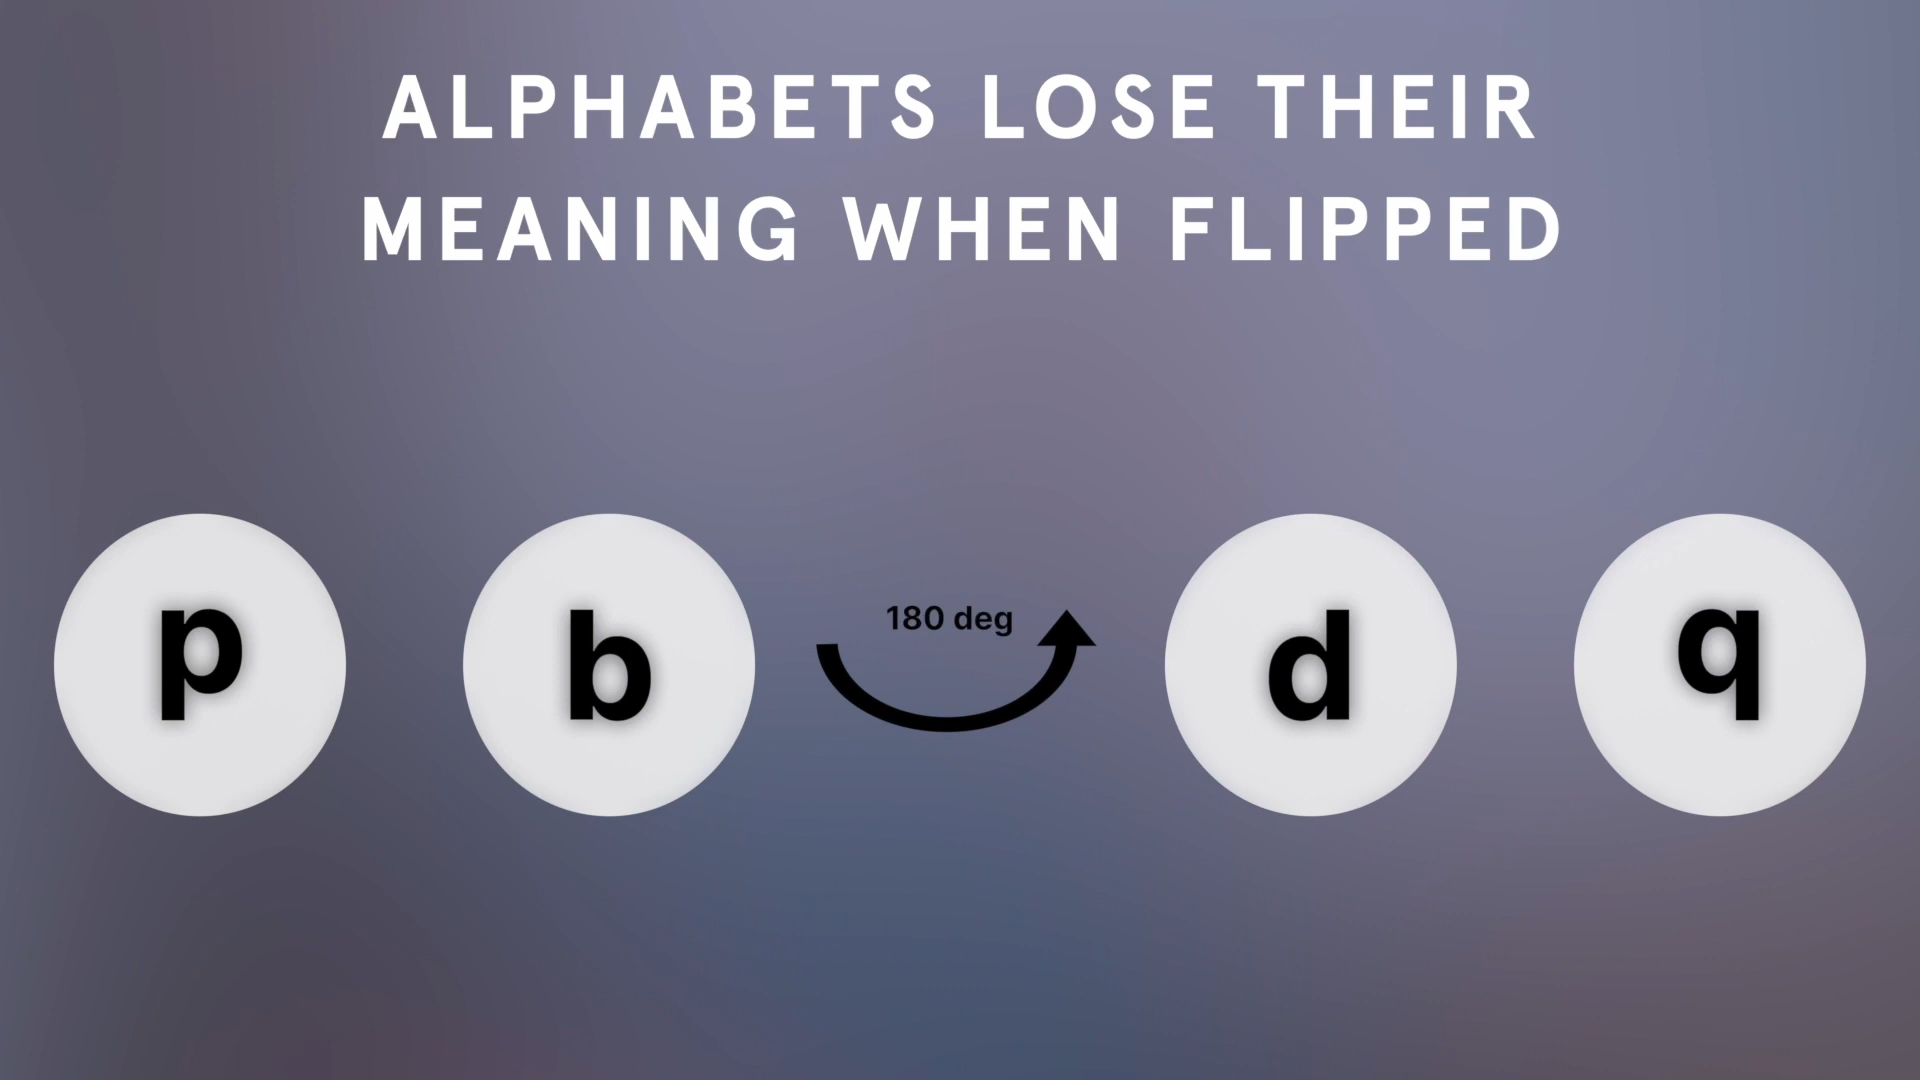 ALPHABETS LOSE THEIR
MEANING WHEN FLIPPED
p b 180 deg d q